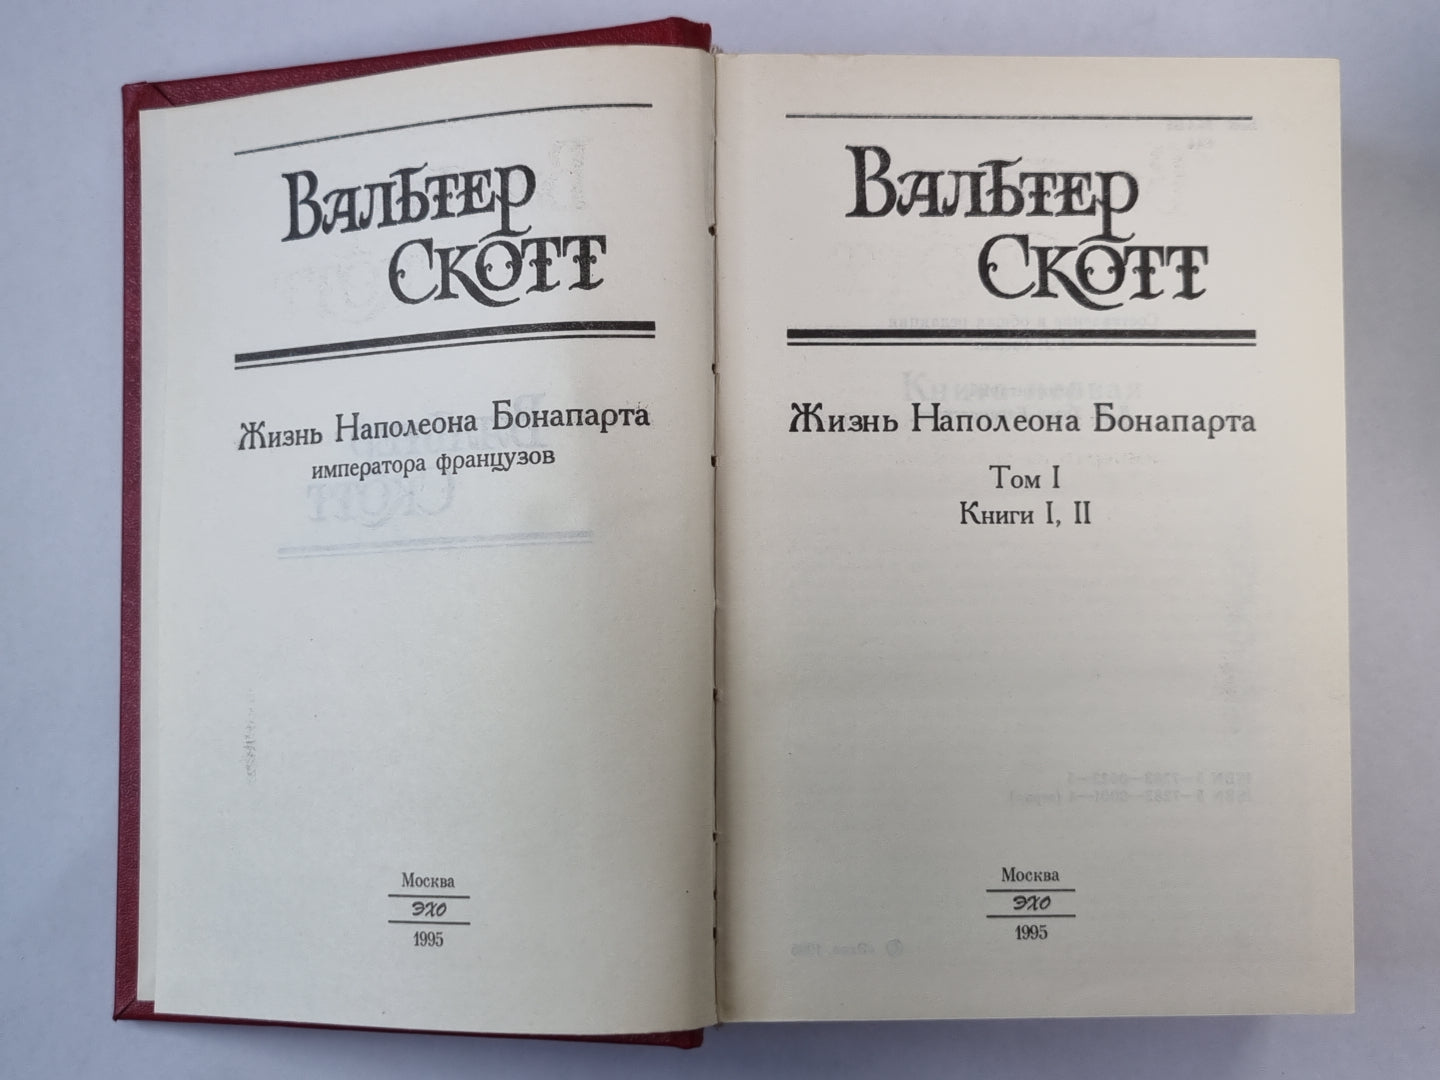 Вальтер
Скотт
Жизнь Наполеона Бонапарта
императора французов
Москва
эхо
1995
Вальтер
Скотт
Жизнь Наполеона Бонапарта
Том I
Книги I, II
Москва
эхо
1995